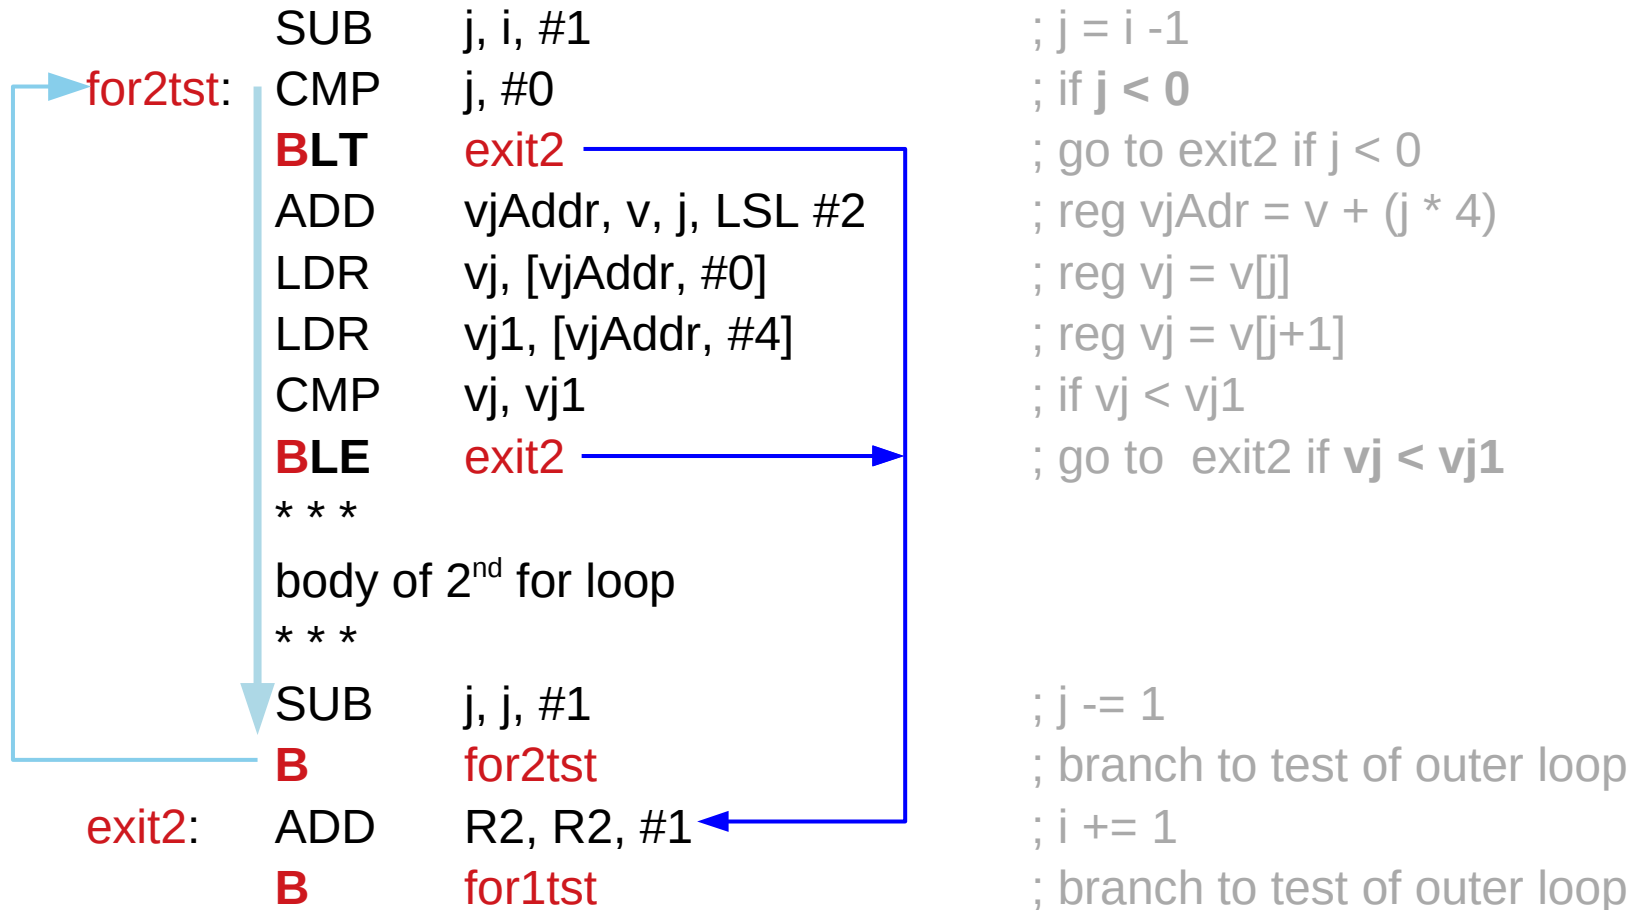 SUB j, i, #1 ; j = i -1
for2tst: CMP j, #0 ; if j < 0
BLT exit2 ; go to exit2 if j < 0
ADD vjAddr, v, j, LSL #2 ; reg vjAdr = v + (j * 4)
LDR vj, [vjAddr, #0] ; reg vj = v[j]
LDR vj1, [vjAddr, #4] ; reg vj = v[j+1]
CMP vj, vj1 ; if vj < vj1
BLE exit2 ; go to  exit2 if vj < vj1
* * *
body of 2nd for loop
* * *
SUB j, j, #1 ; j -= 1
B for2tst ; branch to test of outer loop
exit2: ADD R2, R2, #1 ; i += 1
B for1tst ; branch to test of outer loop